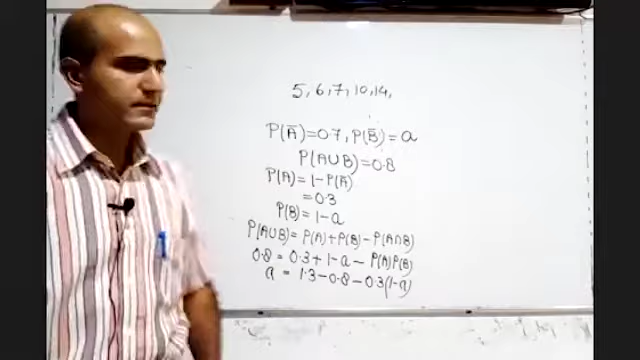 5, 6, 7, 10, 14,
P(A̅) = 0.7, P(B̅) = a
P(A∪B) = 0.8
P(A) = 1 - P(A̅)
= 0.3
P(B) = 1 - a
P(A∪B) = P(A) + P(B) - P(A∩B)
0.8 = 0.3 + 1 - a - P(A)P(B)
a = 1.3 - 0.8 - 0.3(1-a)